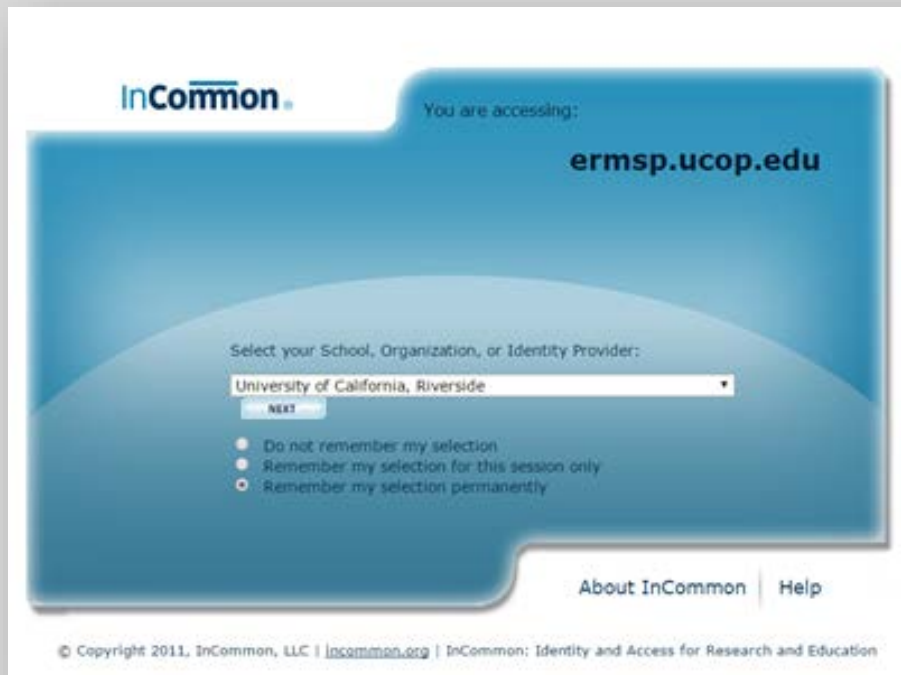 InCommon®
You are accessing:
ermsp.ucop.edu
Select your School, Organization, or Identity Provider:
University of California, Riverside
NEXT
Do not remember my selection
Remember my selection for this session only
Remember my selection permanently
About InCommon | Help
© Copyright 2011, InCommon, LLC | incommon.org | InCommon: Identity and Access for Research and Education